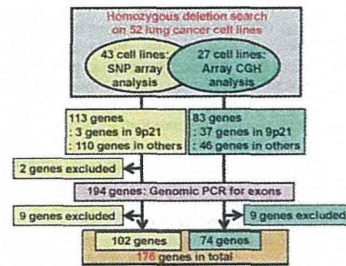 Homozygous deletion search
on 52 lung cancer cell lines
43 cell lines:
SNP array
analysis
27 cell lines:
Array CGH
analysis
113 genes
: 3 genes in 9p21
: 110 genes in others
83 genes
: 37 genes in 9p21
: 46 genes in others
2 genes excluded
194 genes: Genomic PCR for exons
9 genes excluded
9 genes excluded
102 genes
74 genes
176 genes in total